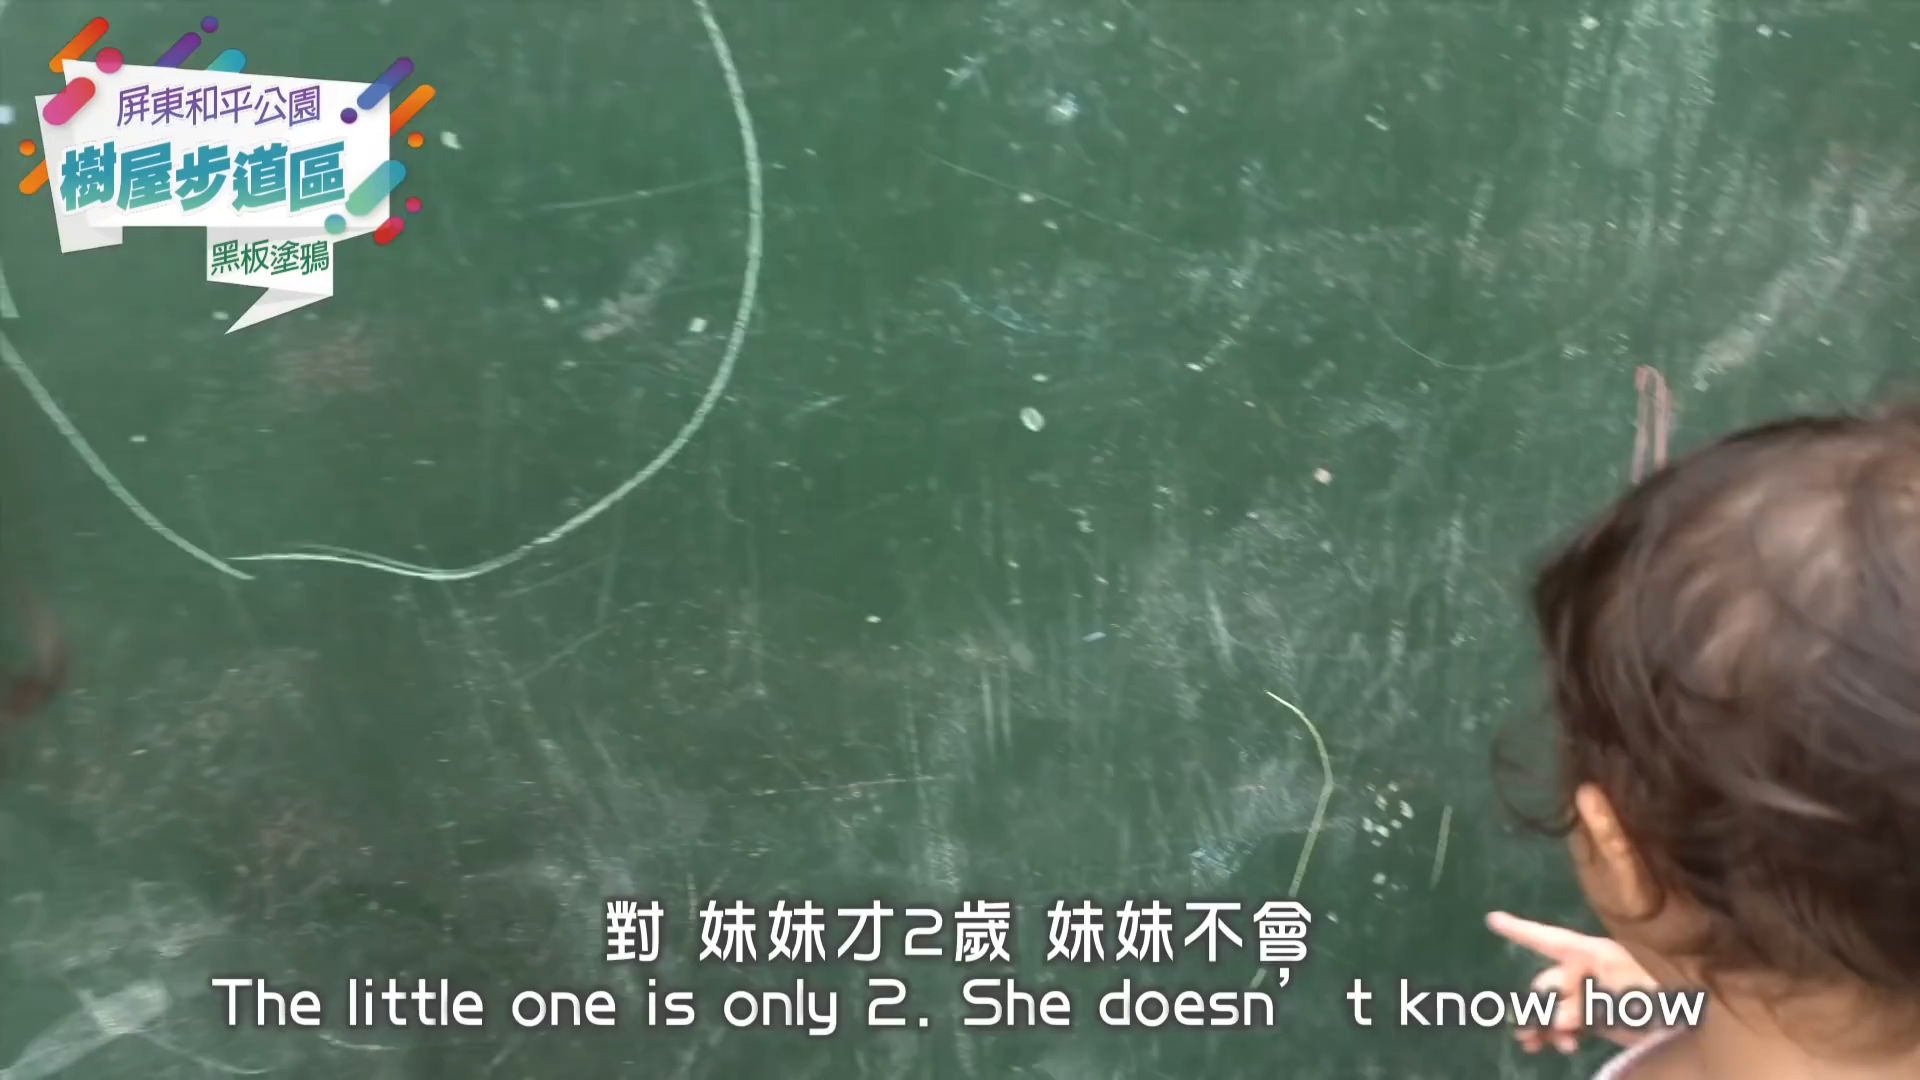 屏東和平公園
樹屋步道區
黑板塗鴉
對 妹妹才2歲 妹妹不會
The little one is only 2. She doesn’t know how